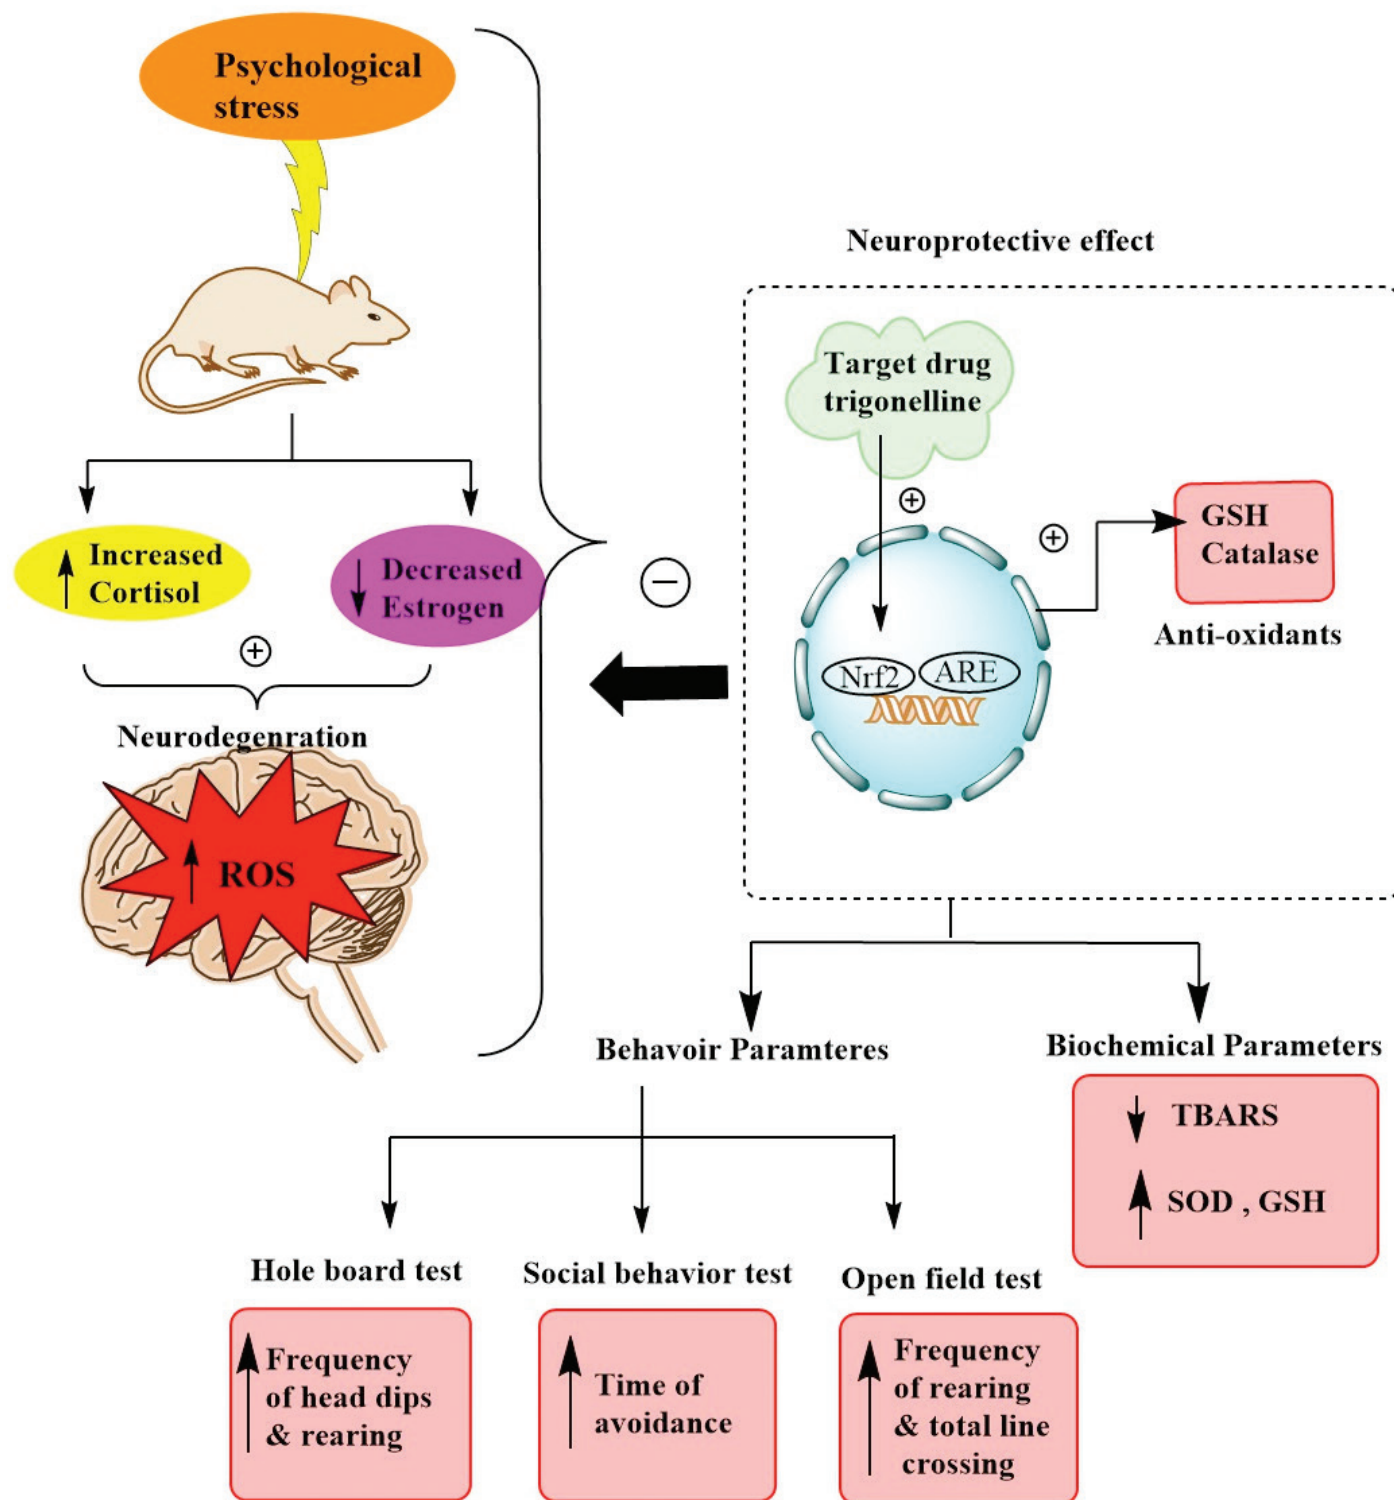 Psychological
stress
Increased
Cortisol
Decreased
Estrogen
+
Neurodegenration
ROS
−
Neuroprotective effect
Target drug
trigonelline
+
+
GSH
Catalase
Anti-oxidants
Nrf2
ARE
Behavoir Paramteres
Biochemical Parameters
TBARS
SOD , GSH
Hole board test
Frequency
of head dips
& rearing
Social behavior test
Time of
avoidance
Open field test
Frequency
of rearing
& total line
crossing